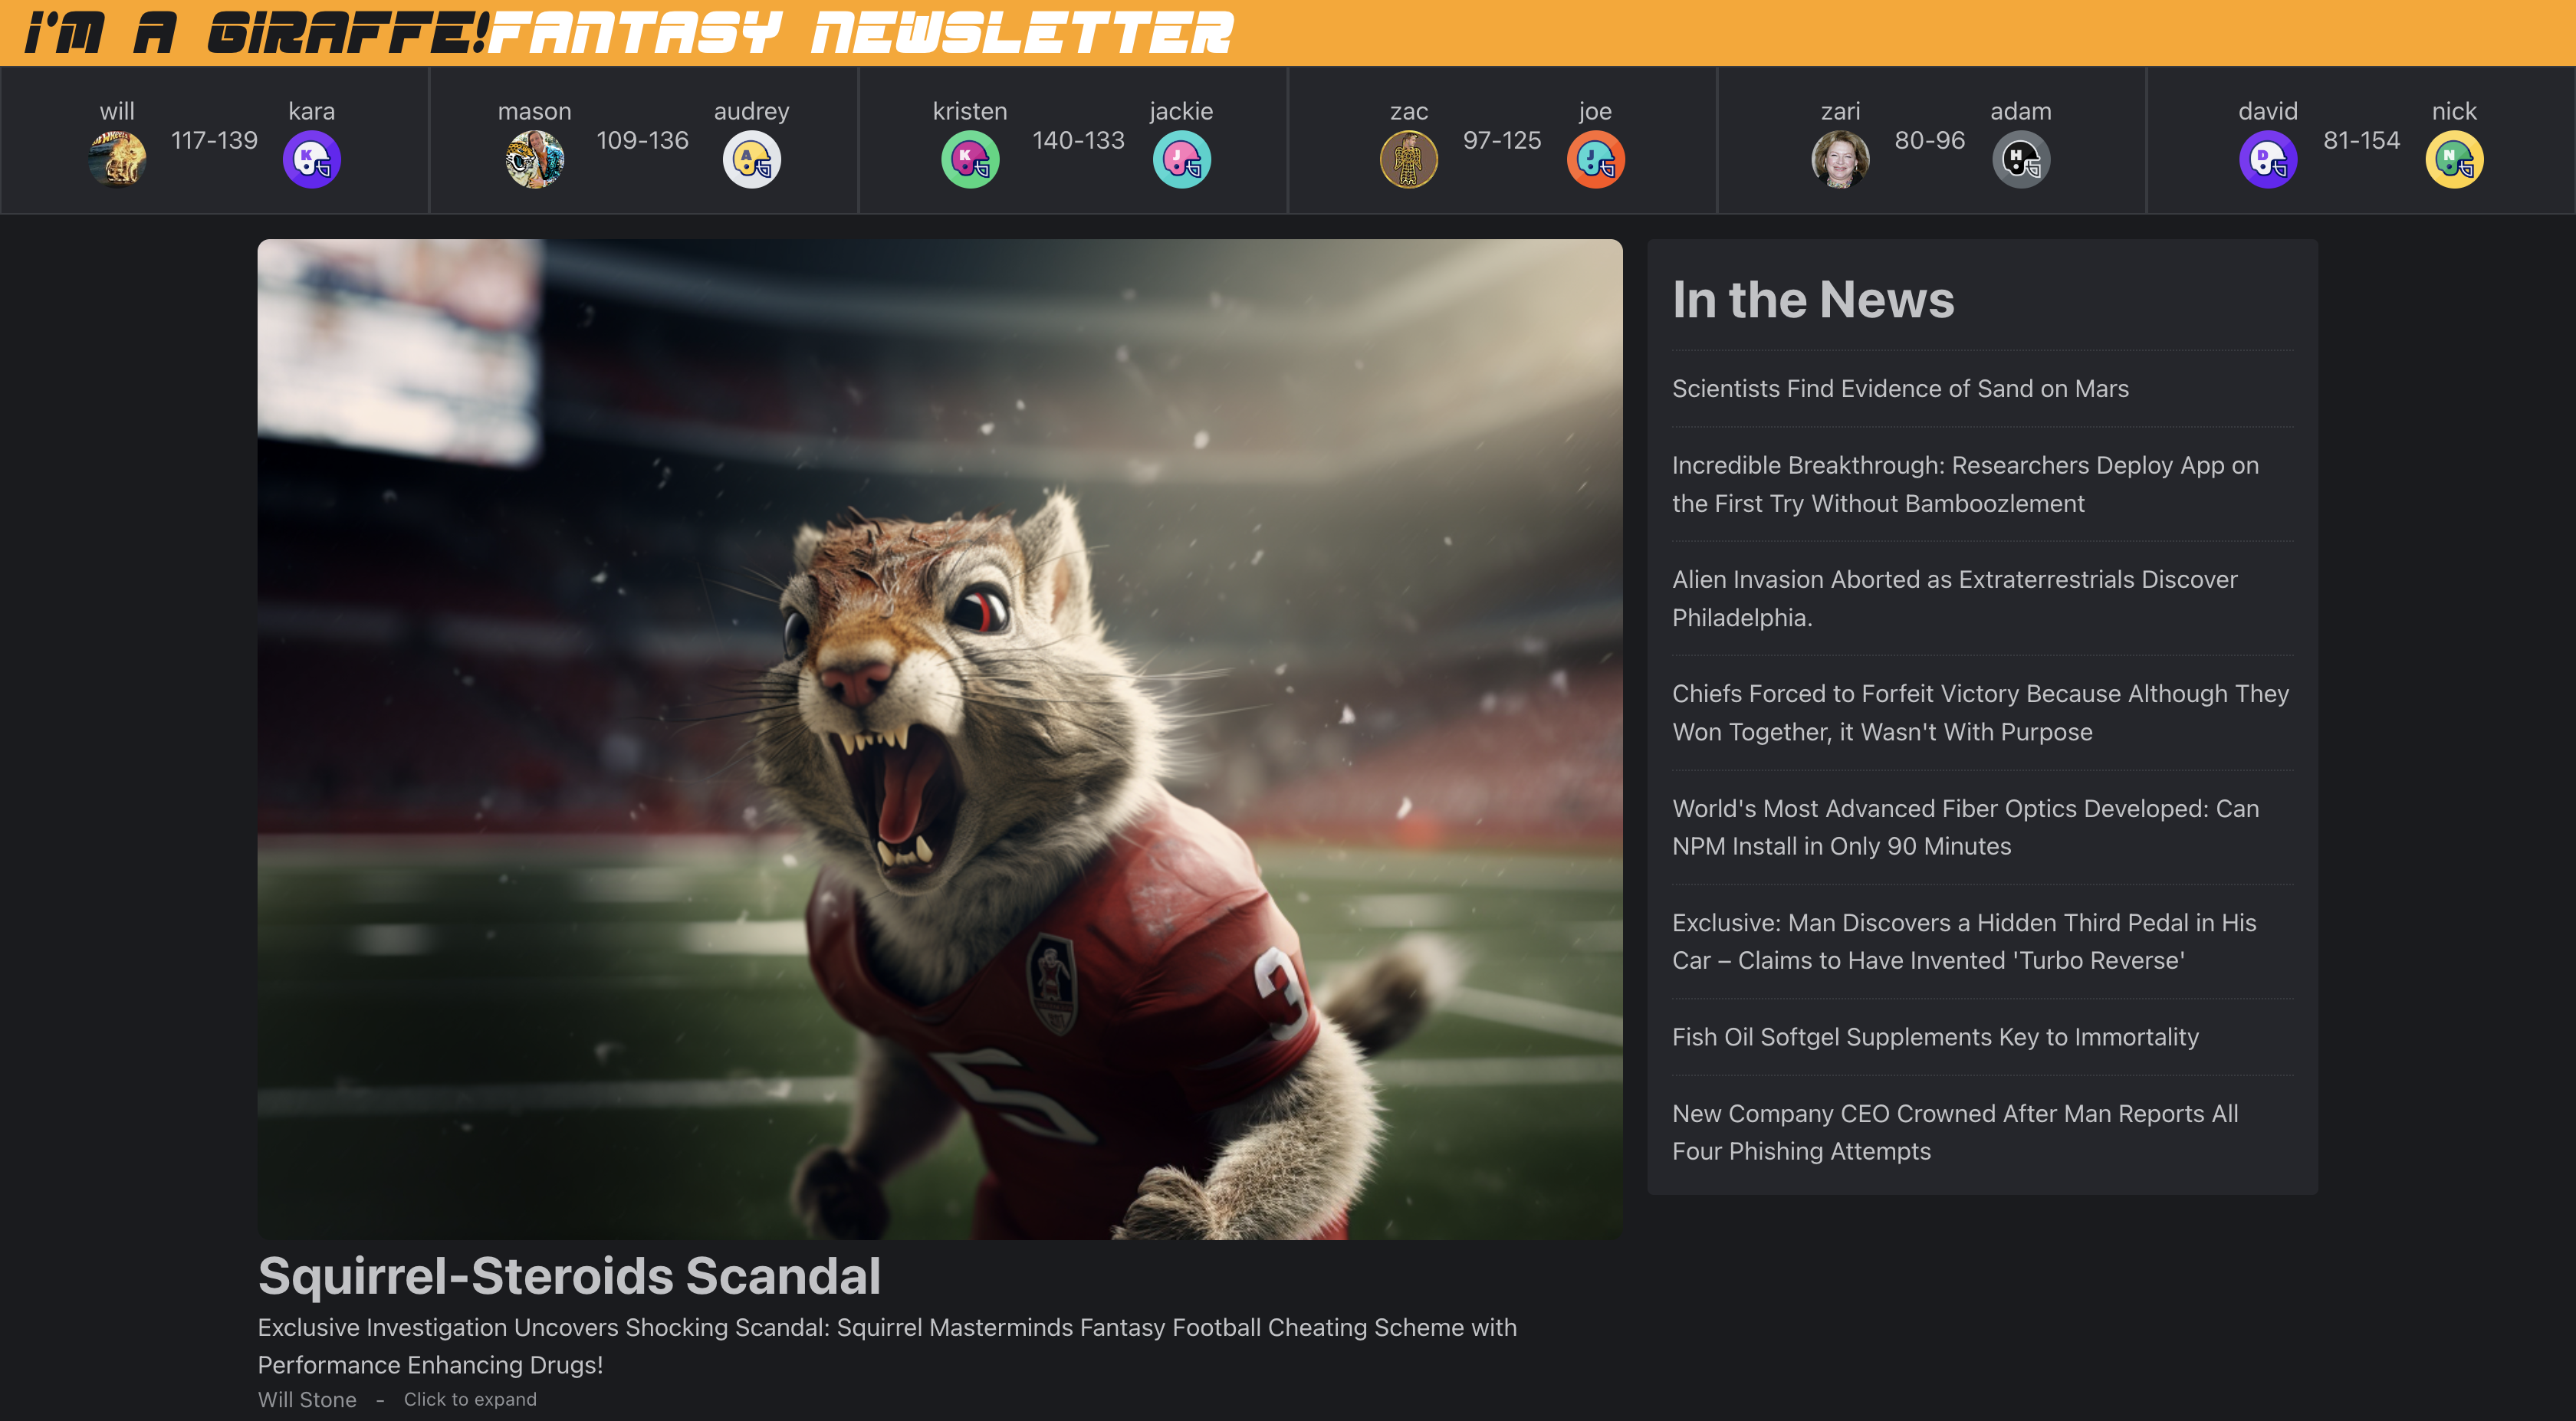 I'M A GIRAFFE!FANTASY NEWSLETTER
will
117-139
kara
K
mason
109-136
audrey
A
kristen
K
140-133
jackie
J
zac
97-125
joe
J
zari
80-96
adam
H
david
D
81-154
nick
N
In the News
Scientists Find Evidence of Sand on Mars
Incredible Breakthrough: Researchers Deploy App on
the First Try Without Bamboozlement
Alien Invasion Aborted as Extraterrestrials Discover
Philadelphia.
Chiefs Forced to Forfeit Victory Because Although They
Won Together, it Wasn't With Purpose
World's Most Advanced Fiber Optics Developed: Can
NPM Install in Only 90 Minutes
Exclusive: Man Discovers a Hidden Third Pedal in His
Car – Claims to Have Invented 'Turbo Reverse'
Fish Oil Softgel Supplements Key to Immortality
New Company CEO Crowned After Man Reports All
Four Phishing Attempts
3
5
Squirrel-Steroids Scandal
Exclusive Investigation Uncovers Shocking Scandal: Squirrel Masterminds Fantasy Football Cheating Scheme with
Performance Enhancing Drugs!
Will Stone - Click to expand